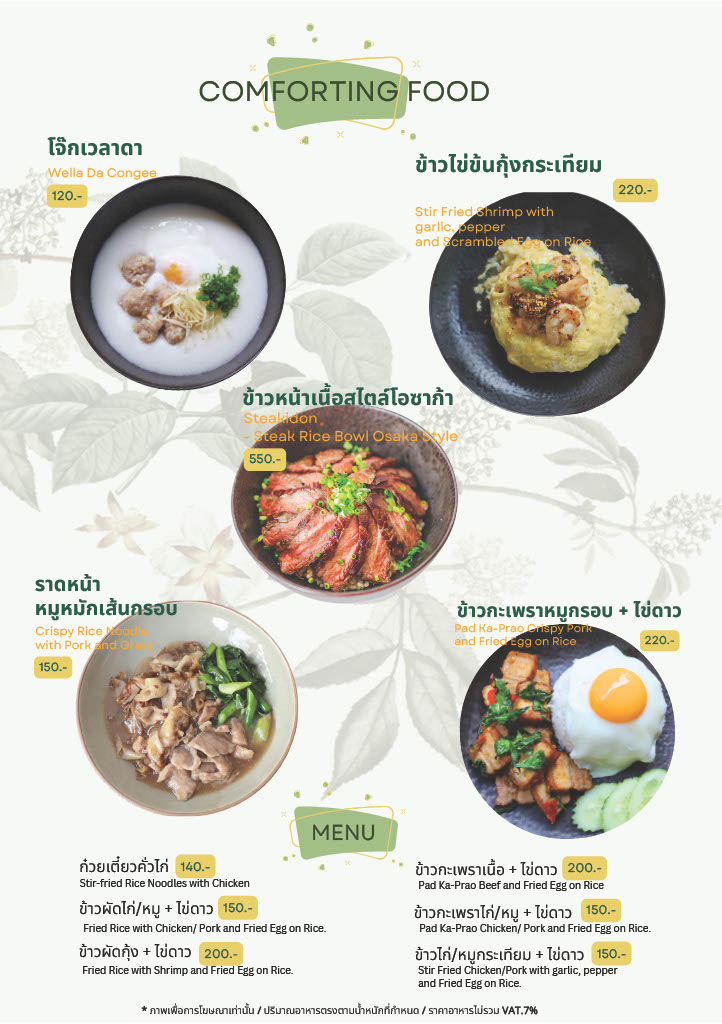 COMFORTING FOOD
โจ๊กเวลาดา
Wella Da Congee
120.-
ข้าวไข่ข้นกุ้งกระเทียม
220.-
Stir Fried Shrimp with
garlic, pepper
and Scrambled Egg on Rice
ข้าวหน้าเนื้อสไตล์โอซาก้า
Steakidon
- Steak Rice Bowl Osaka Style
550.-
ราดหน้า
หมูหมักเส้นกรอบ
Crispy Rice Noodle
with Pork and
150.-
ข้าวกะเพราหมูกรอบ + ไข่ดาว
Pad Ka-Prao Crispy Pork
and Fried Egg on Rice
220.-
MENU
ก๋วยเตี๋ยวคั่วไก่ 140.-
Stir-fried Rice Noodles with Chicken
ข้าวผัดไก่/หมู + ไข่ดาว 150.-
Fried Rice with Chicken/ Pork and Fried Egg on Rice.
ข้าวผัดกุ้ง + ไข่ดาว 200.-
Fried Rice with Shrimp and Fried Egg on Rice.
ข้าวกะเพราเนื้อ + ไข่ดาว 200.-
Pad Ka-Prao Beef and Fried Egg on Rice
ข้าวกะเพราไก่/หมู + ไข่ดาว 150.-
Pad Ka-Prao Chicken/ Pork and Fried Egg on Rice.
ข้าวไก่/หมูกระเทียม + ไข่ดาว 150.-
Stir Fried Chicken/Pork with garlic, pepper
and Fried Egg on Rice.
* ภาพเพื่อการโฆษณาเท่านั้น / ปริมาณอาหารตรงตามน้ำหนักที่กำหนด / ราคาอาหารไม่รวม VAT.7%